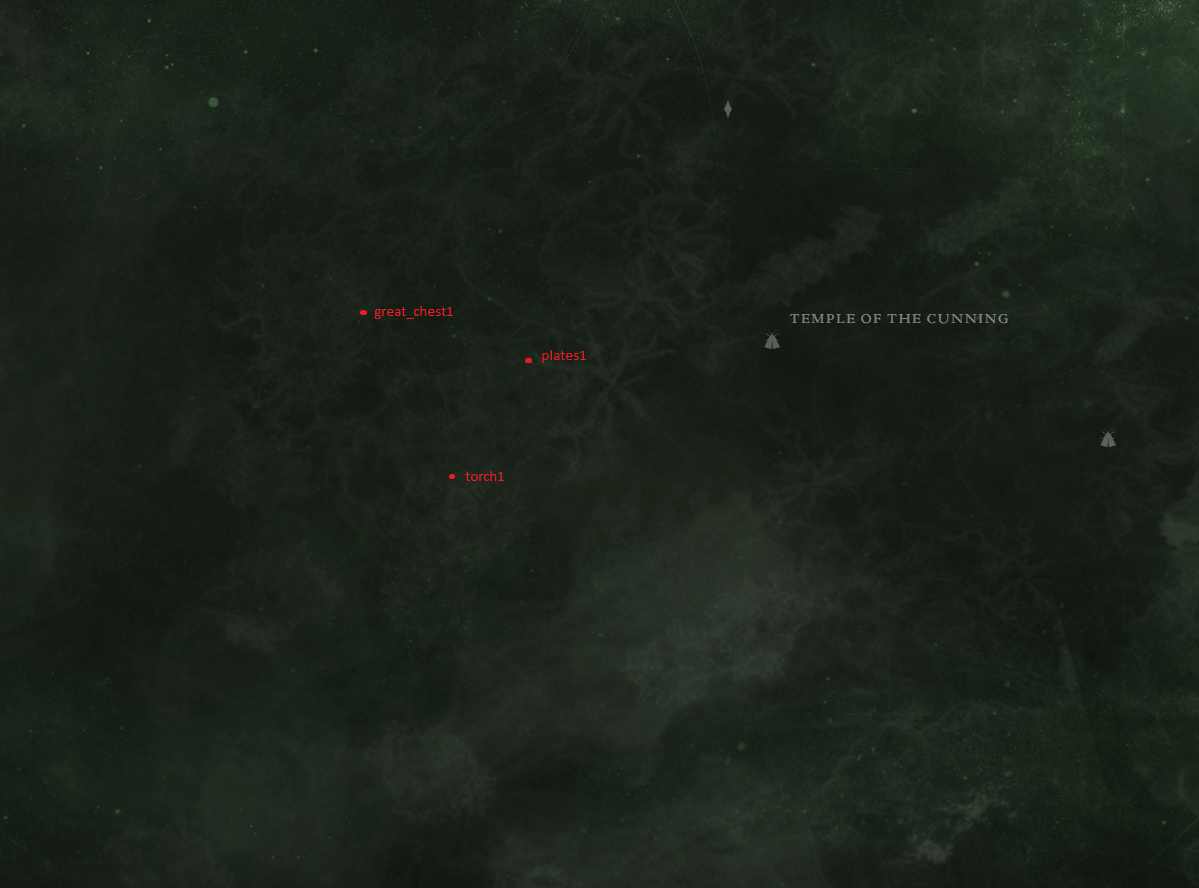 great_chest1
TEMPLE OF THE CUNNING
plates1
torch1